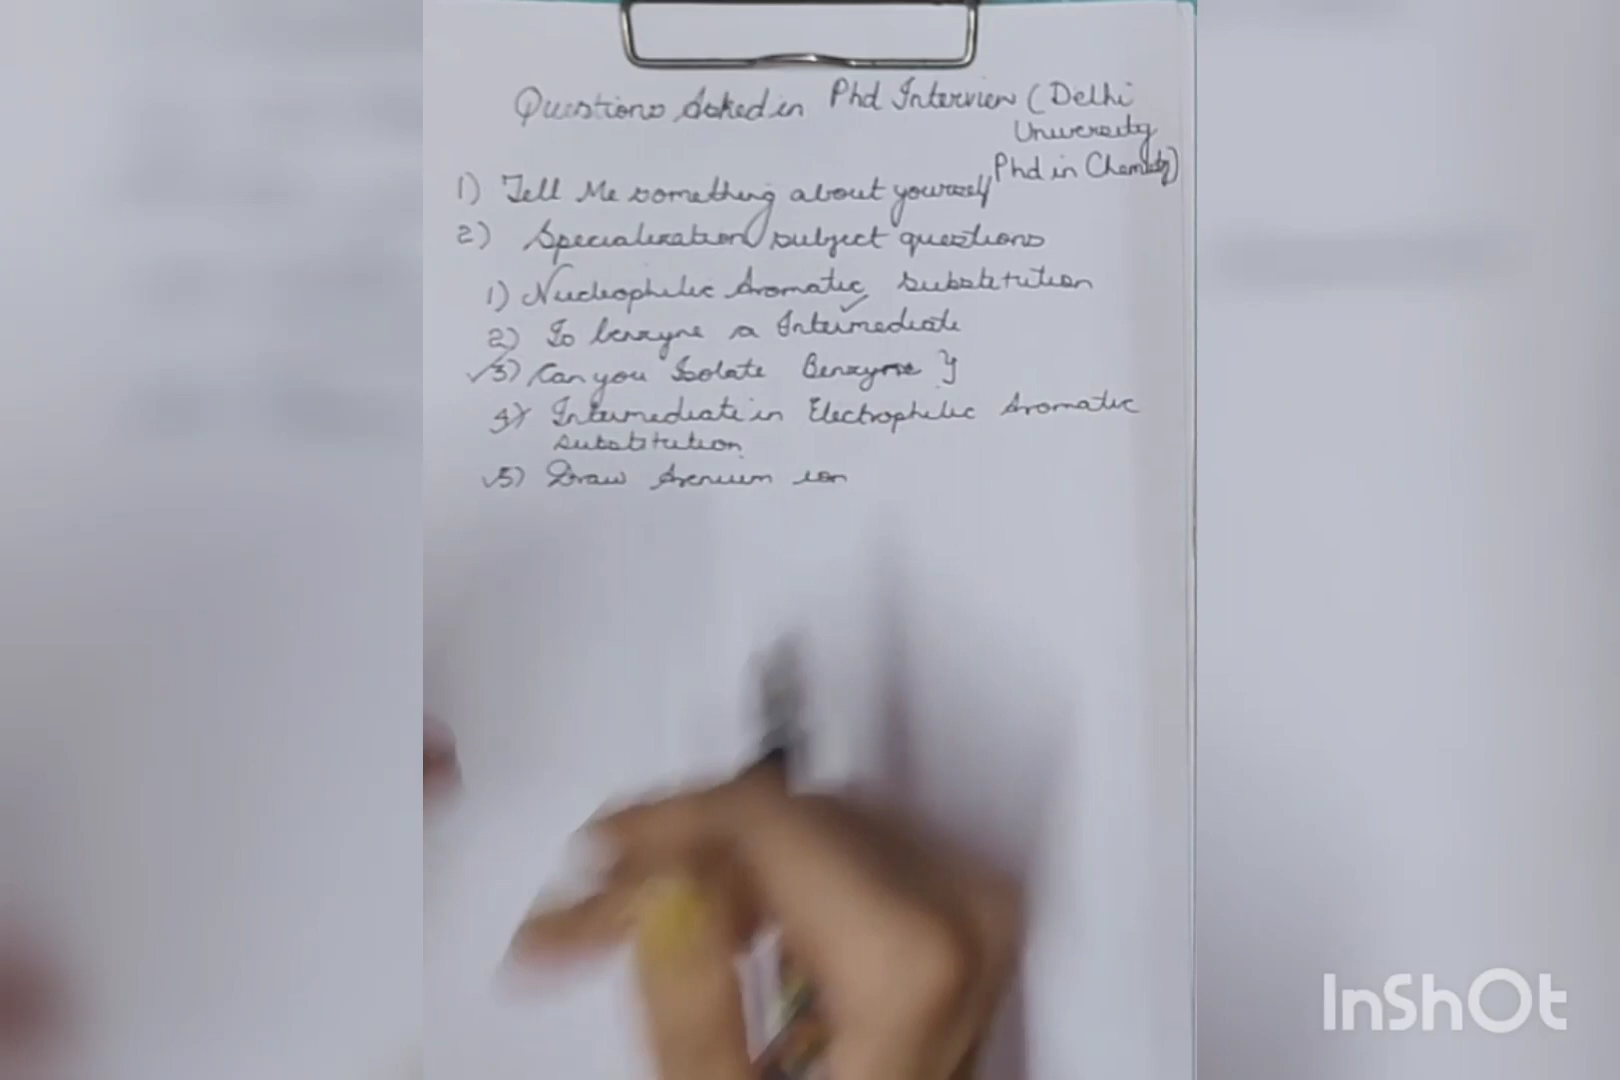 Questions Asked in Phd Interview (Delhi
University
Phd in Chemistry)
1) Tell Me something about yourself
2) Specialization subject questions
1) Nucleophilic Aromatic substitution
2) Is benzyne a Intermediate
3) Can you Isolate Benzyne
4) Intermediate in Electrophilic Aromatic
substitution
5) Draw Arenium ion
InShOt